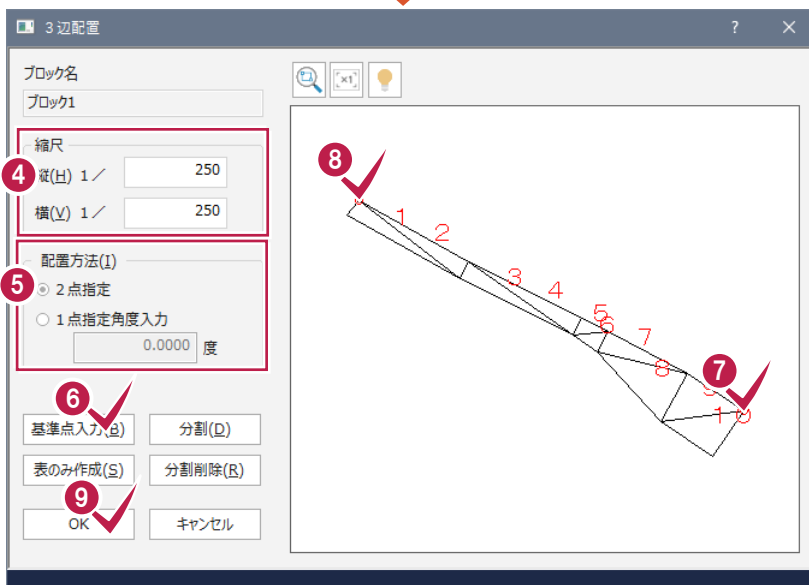 3辺配置
?
ブロック名
ブロック1
4
縮尺
縦(H) 1／ 250
横(V) 1／ 250
5
配置方法(I)
2点指定
1点指定角度入力
0.0000 度
6
基準点入力(B) 分割(D)
表のみ作成(S) 分割削除(R)
9
OK キャンセル
[×1]
8
1
2
3
4
5
6
7
8
7
10